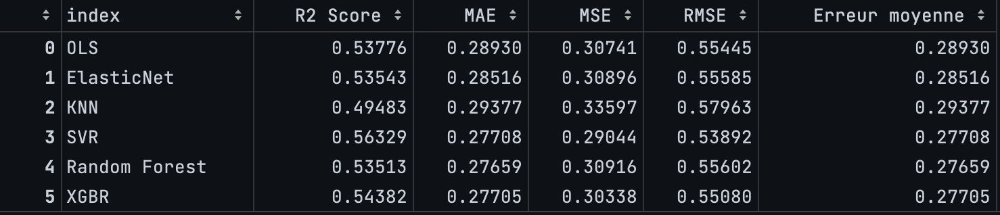 index R2 Score MAE MSE RMSE Erreur moyenne
0 OLS 0.53776 0.28930 0.30741 0.55445 0.28930
1 ElasticNet 0.53543 0.28516 0.30896 0.55585 0.28516
2 KNN 0.49483 0.29377 0.33597 0.57963 0.29377
3 SVR 0.56329 0.27708 0.29044 0.53892 0.27708
4 Random Forest 0.53513 0.27659 0.30916 0.55602 0.27659
5 XGBR 0.54382 0.27705 0.30338 0.55080 0.27705